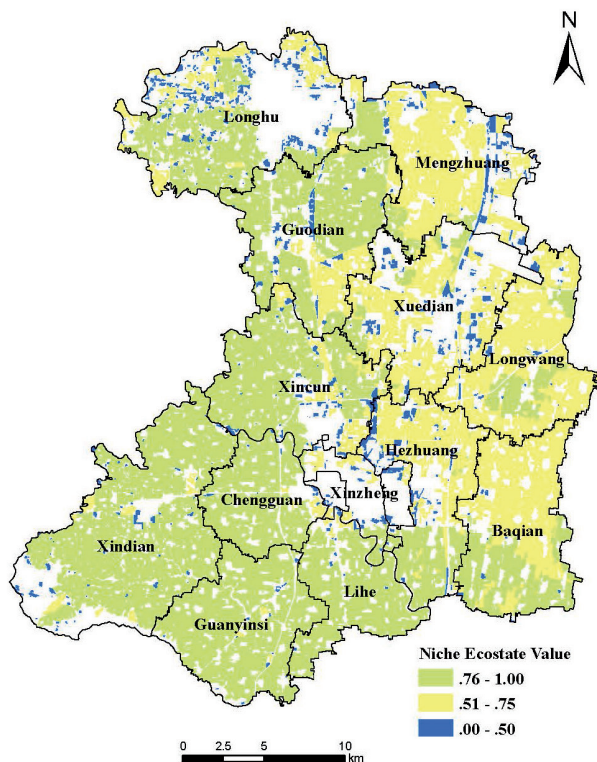 N
Longhu
Mengzhuang
Guodian
Xuedian
Longwang
Xincun
Hezhuang
Chengguan
Xinzheng
Baqian
Xindian
Lihe
Guanyinsi
Niche Ecostate Value
.76 - 1.00
.51 - .75
.00 - .50
0 2.5 5 10
km